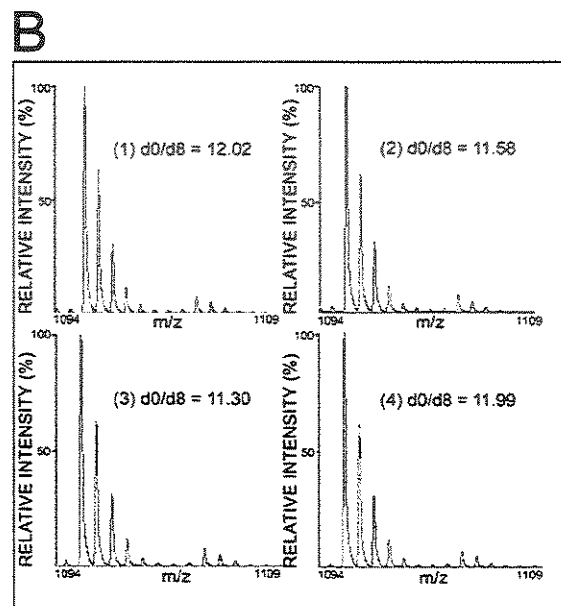 B
RELATIVE INTENSITY (%)
100
50
(1) d0/d8 = 12.02
1094
m/z
1109
RELATIVE INTENSITY (%)
100
50
(2) d0/d8 = 11.58
1094
m/z
1109
RELATIVE INTENSITY (%)
100
50
(3) d0/d8 = 11.30
1094
m/z
1109
RELATIVE INTENSITY (%)
100
50
(4) d0/d8 = 11.99
1094
m/z
1109